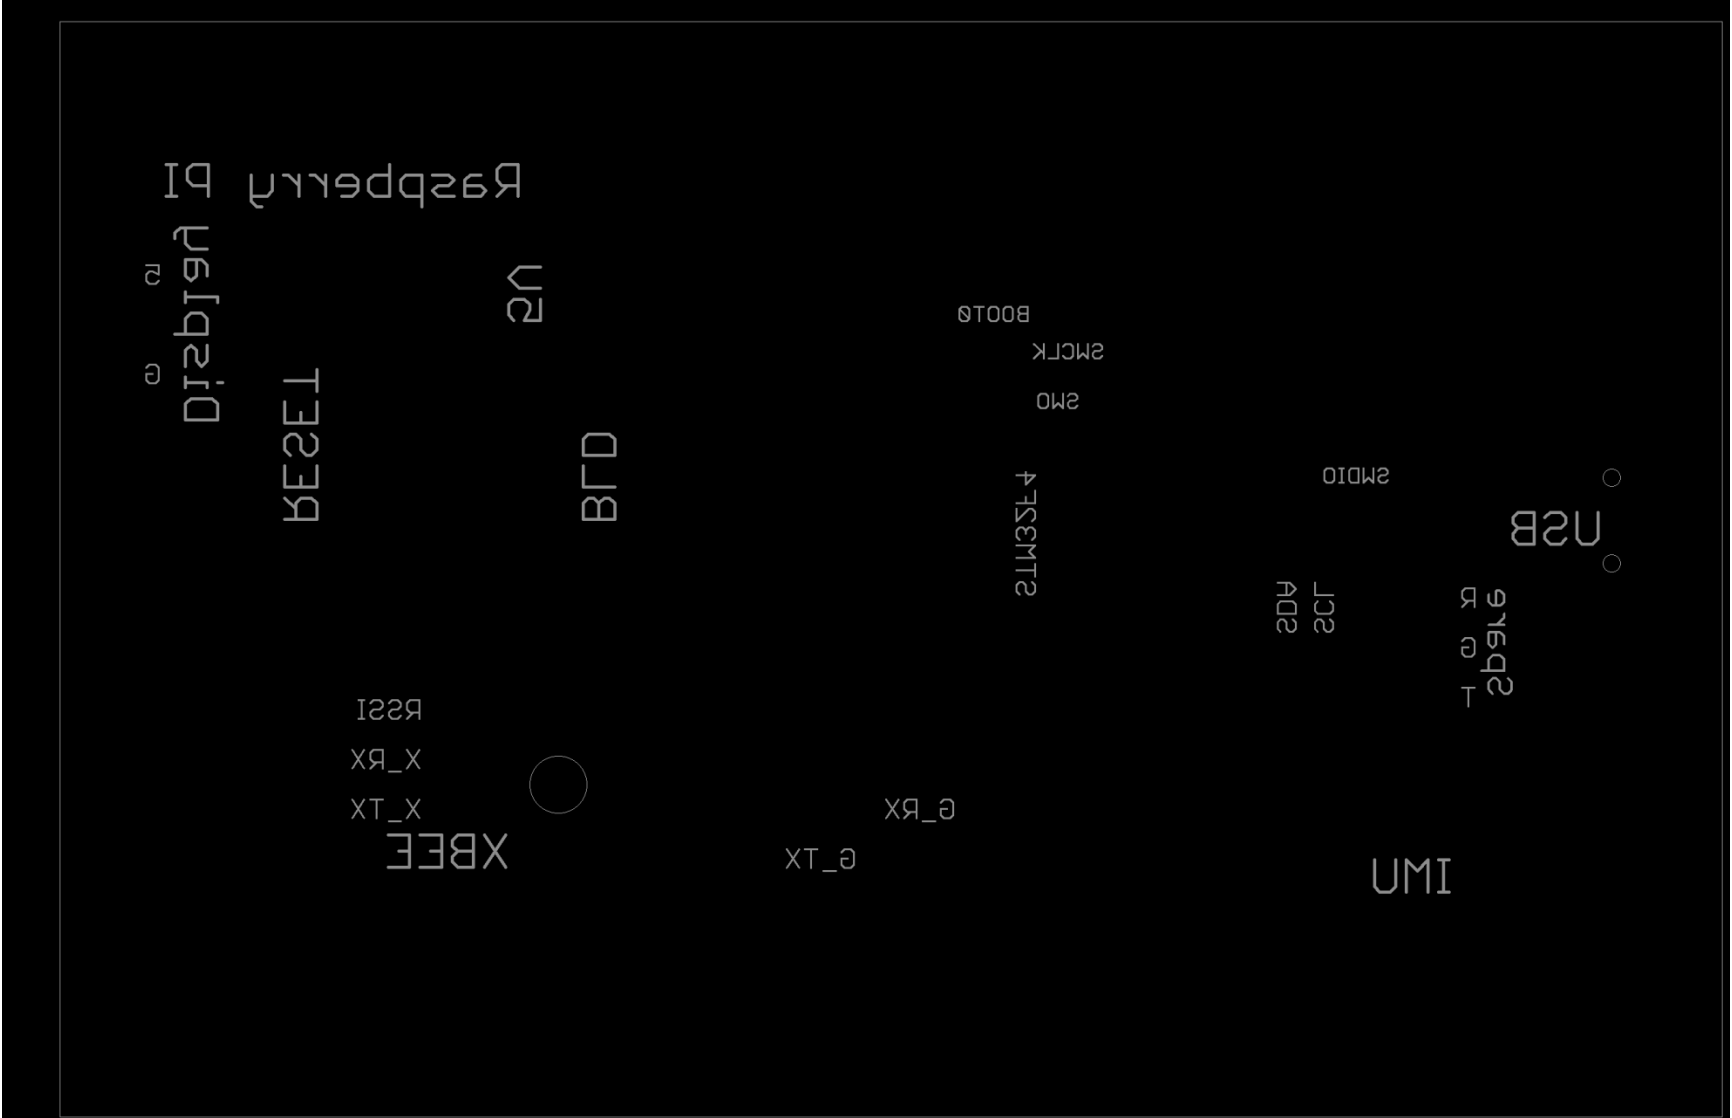 Raspberry PI
Display
5
G
5V
RESET
BLD
BOOT0
SWCLK
SWO
STM32F4
SWDIO
USB
SDA
SCL
R
G
T
Spare
RSSI
X_RX
X_TX
XBEE
G_RX
G_TX
IMU